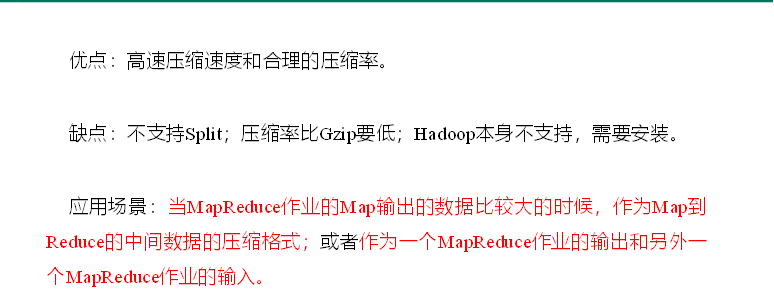 优点：高速压缩速度和合理的压缩率。
缺点：不支持Split；压缩率比Gzip要低；Hadoop本身不支持，需要安装。
应用场景：当MapReduce作业的Map输出的数据比较大的时候，作为Map到
Reduce的中间数据的压缩格式；或者作为一个MapReduce作业的输出和另外一
个MapReduce作业的输入。